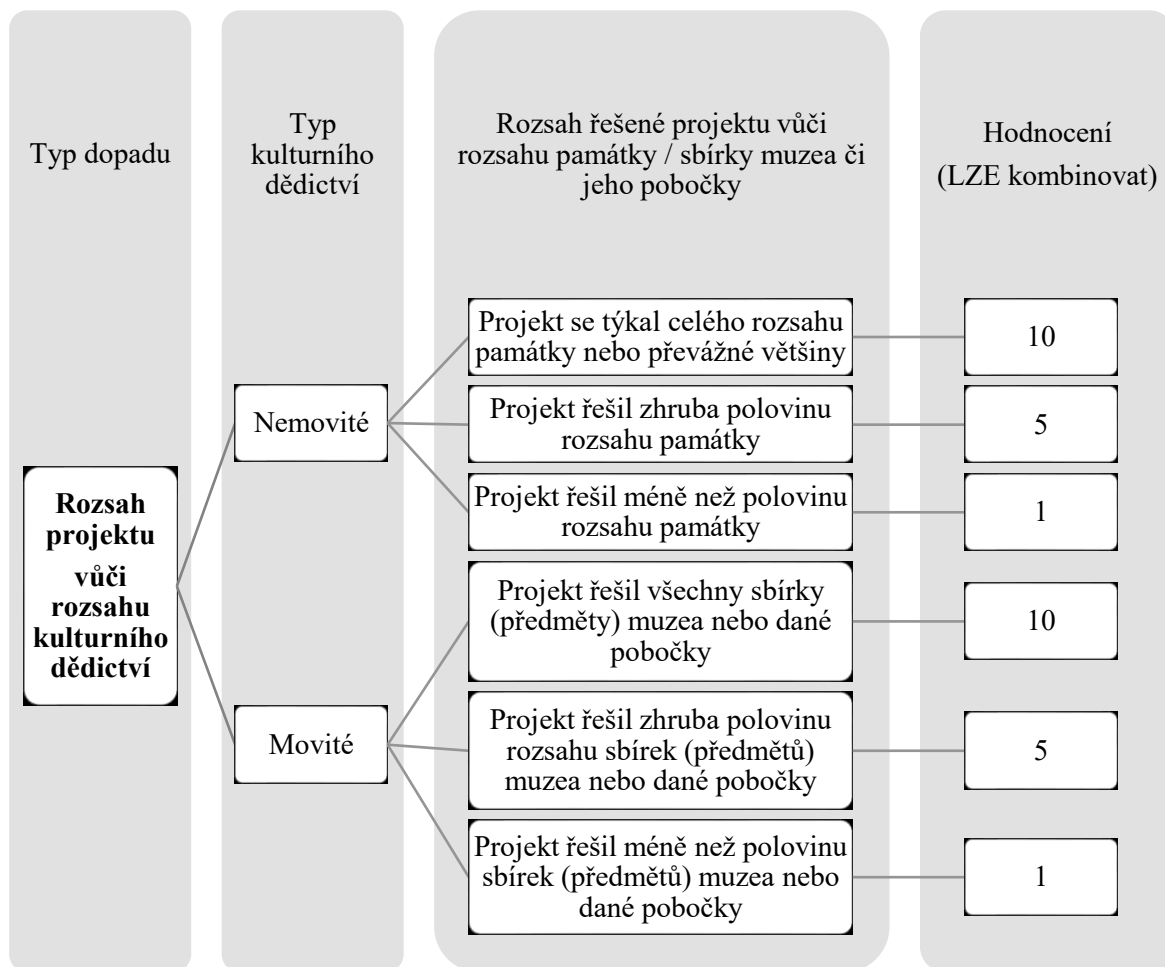 Typ dopadu
Typ
kulturního
dědictví
Rozsah řešené projektu vůči
rozsahu památky / sbírky muzea či
jeho pobočky
Hodnocení
(LZE kombinovat)
Rozsah
projektu
vůči
rozsahu
kulturního
dědictví
Nemovité
Projekt se týkal celého rozsahu
památky nebo převážné většiny
10
Projekt řešil zhruba polovinu
rozsahu památky
5
Projekt řešil méně než polovinu
rozsahu památky
1
Movité
Projekt řešil všechny sbírky
(předměty) muzea nebo dané
pobočky
10
Projekt řešil zhruba polovinu
rozsahu sbírek (předmětů)
muzea nebo dané pobočky
5
Projekt řešil méně než polovinu
sbírek (předmětů) muzea nebo
dané pobočky
1